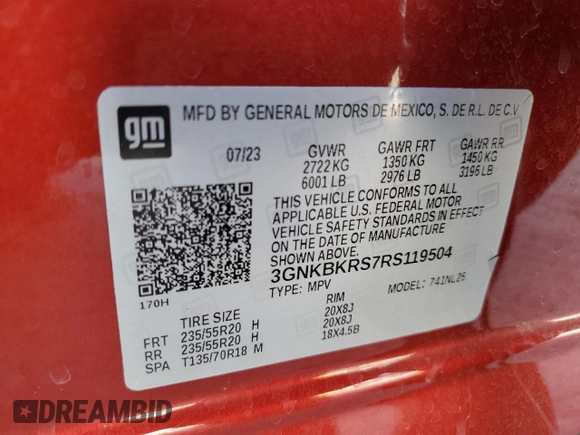 gm
MFD BY GENERAL MOTORS DE MEXICO, S. DE R.L. DE C.V.
07/23 GVWR GAWR FRT GAWR RR
2722 KG 1350 KG 1450 KG
6001 LB 2976 LB 3196 LB
THIS VEHICLE CONFORMS TO ALL
APPLICABLE U.S. FEDERAL MOTOR
VEHICLE SAFETY STANDARDS IN EFFECT
ON THE DATE OF MANUFACTURE
SHOWN ABOVE.
3GNKBKRS7RS119504
TYPE: MPV MODEL: 741NL26
170H
TIRE SIZE RIM
FRT 235/55R20 H 20X8J
RR 235/55R20 H 20X8J
SPA T135/70R18 M 18X4.5B
DREAMBID